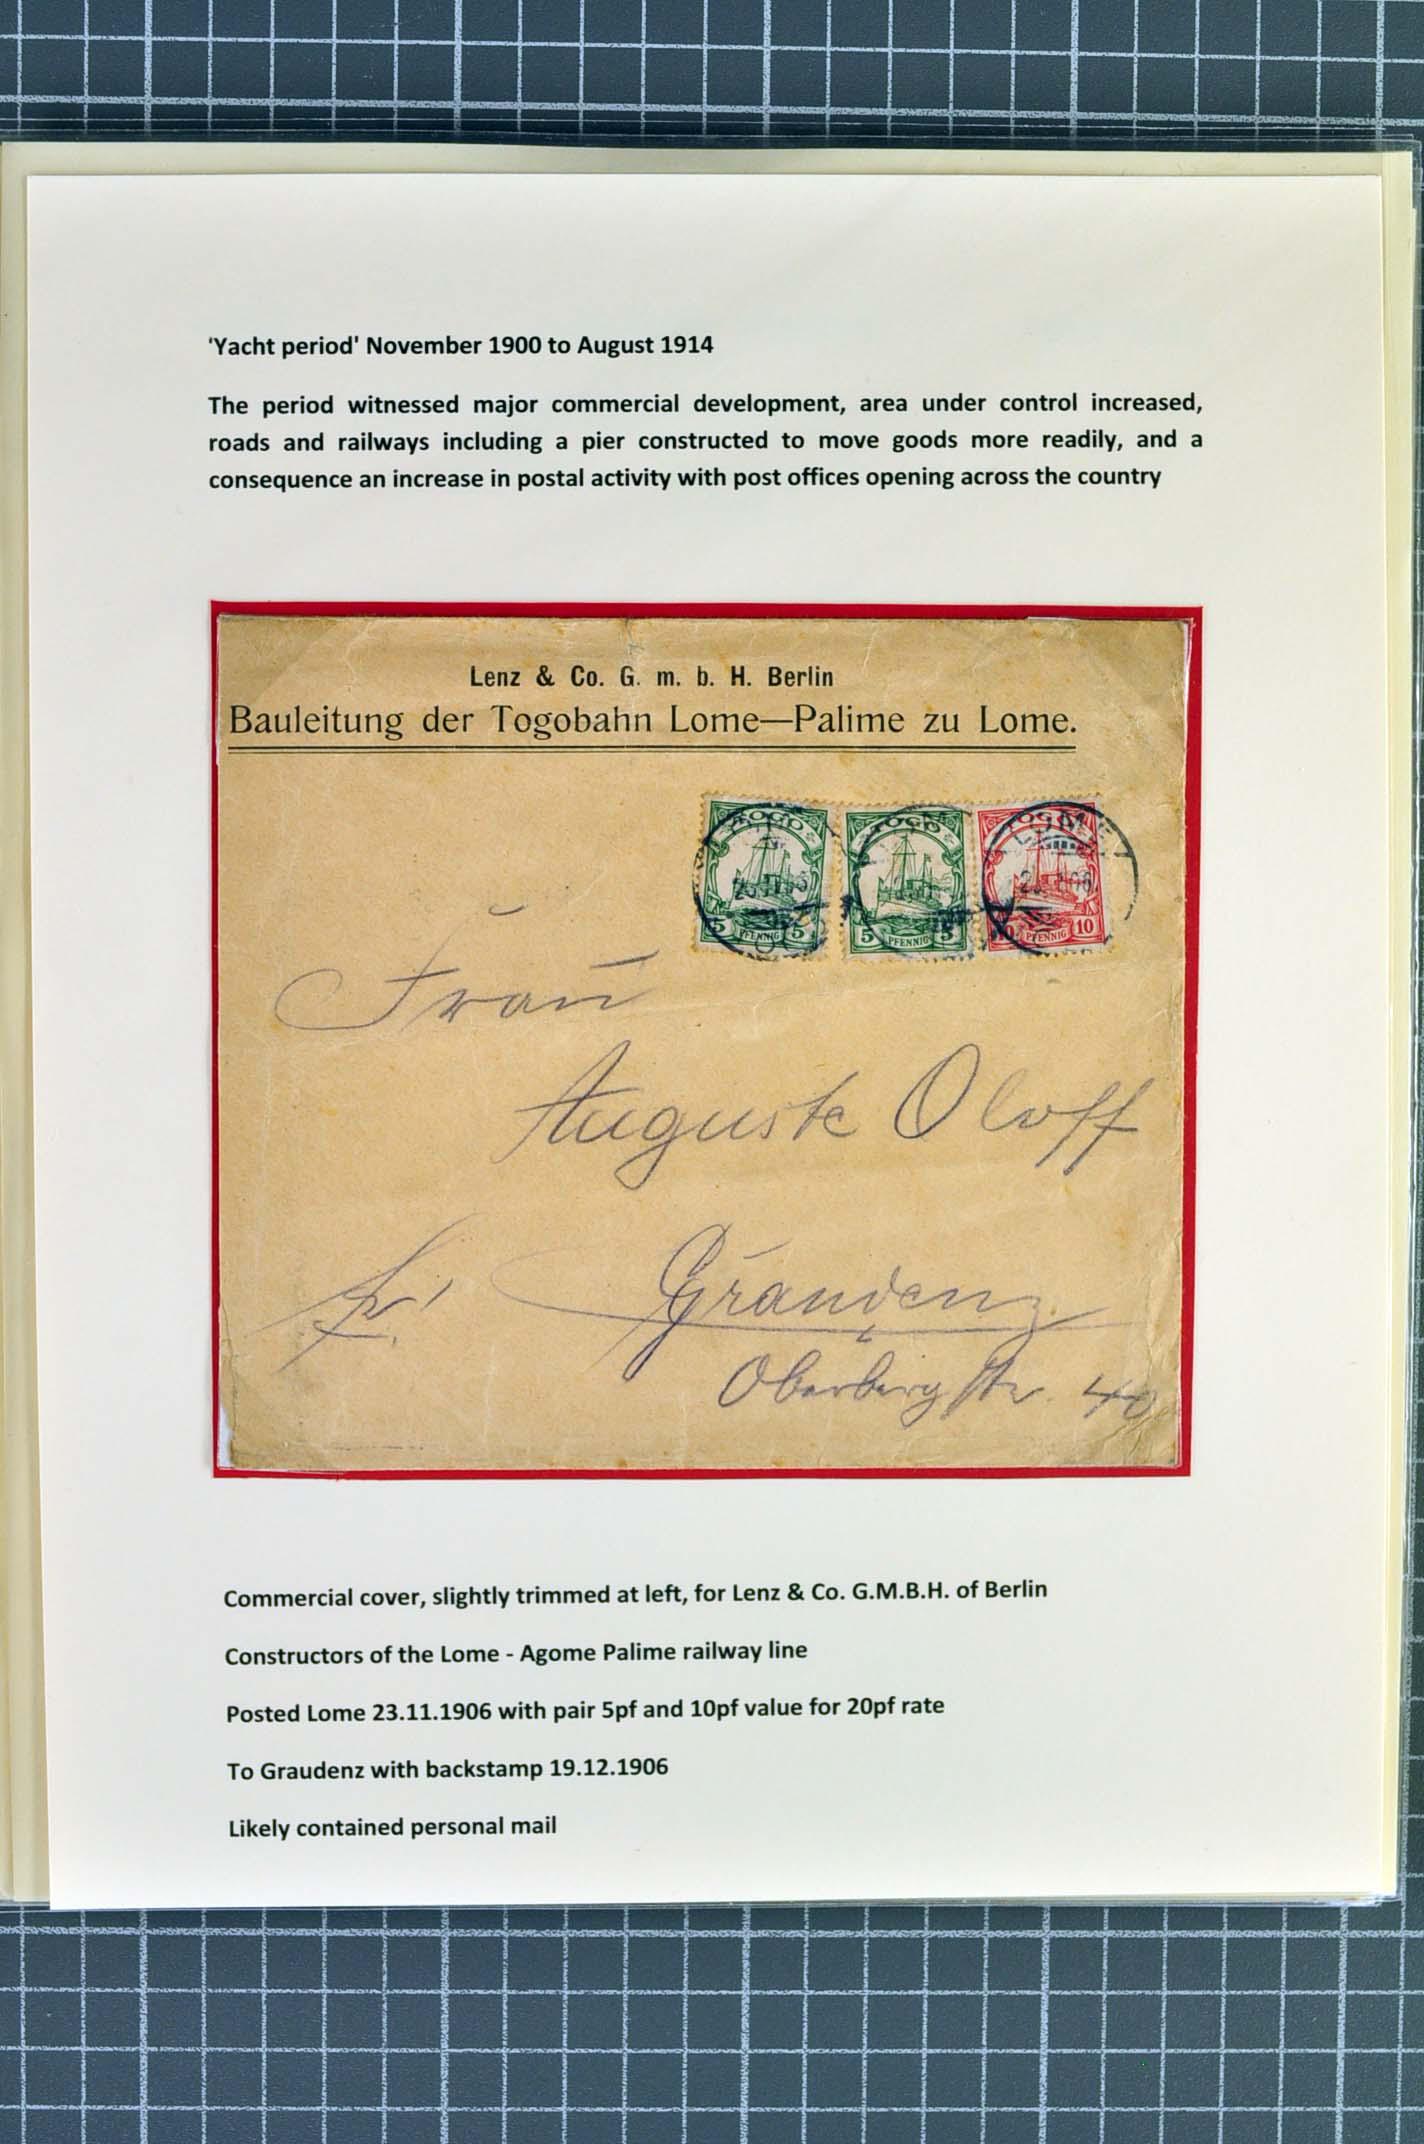 'Yacht period' November 1900 to August 1914
The period witnessed major commercial development, area under control increased,
roads and railways including a pier constructed to move goods more readily, and a
consequence an increase in postal activity with post offices opening across the country
Lenz & Co. G. m. b. H. Berlin
Bauleitung der Togobahn Lome—Palime zu Lome.
TOGO TOGO TOGO
LOME
5 PFENNIG 5 5 PFENNIG 5 10 PFENNIG 10
Frau
Auguste Oloff
Graudenz
Oberbergstr. 40
Commercial cover, slightly trimmed at left, for Lenz & Co. G.M.B.H. of Berlin
Constructors of the Lome - Agome Palime railway line
Posted Lome 23.11.1906 with pair 5pf and 10pf value for 20pf rate
To Graudenz with backstamp 19.12.1906
Likely contained personal mail